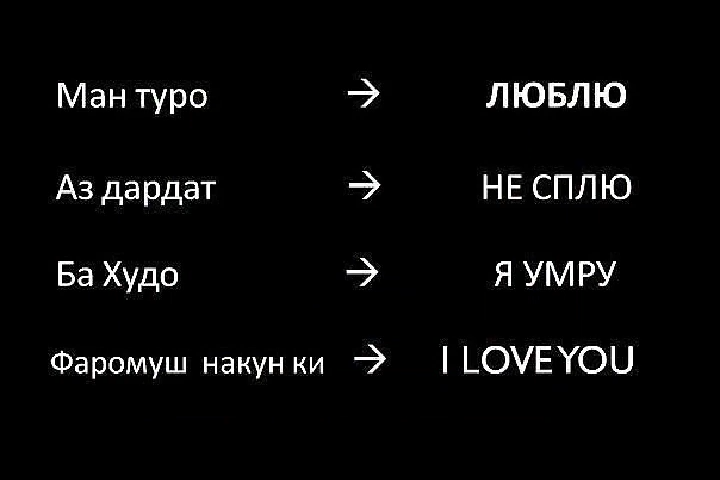 Ман туро → ЛЮБЛЮ
Аз дардат → НЕ СПЛЮ
Ба Худо → Я УМРУ
Фаромуш накун ки → I LOVE YOU